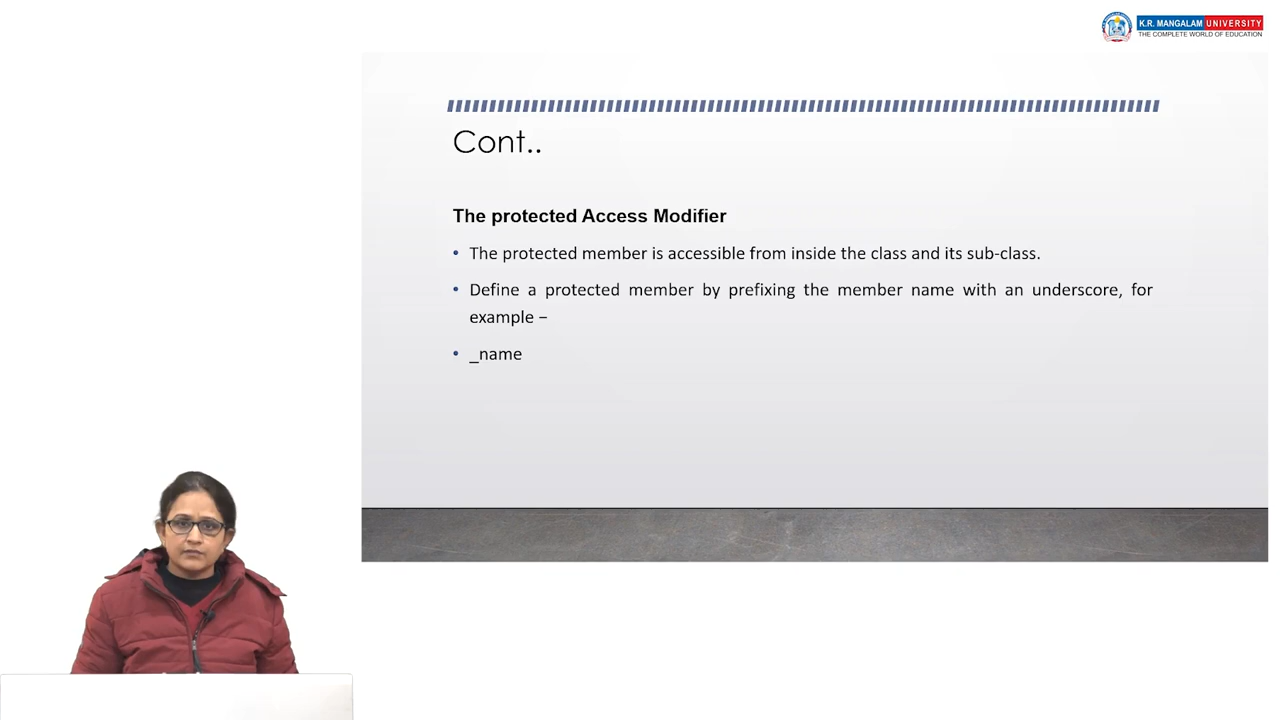 K.R. MANGALAM UNIVERSITY
THE COMPLETE WORLD OF EDUCATION
Cont..
The protected Access Modifier
• The protected member is accessible from inside the class and its sub-class.
• Define a protected member by prefixing the member name with an underscore, for
example –
• _name